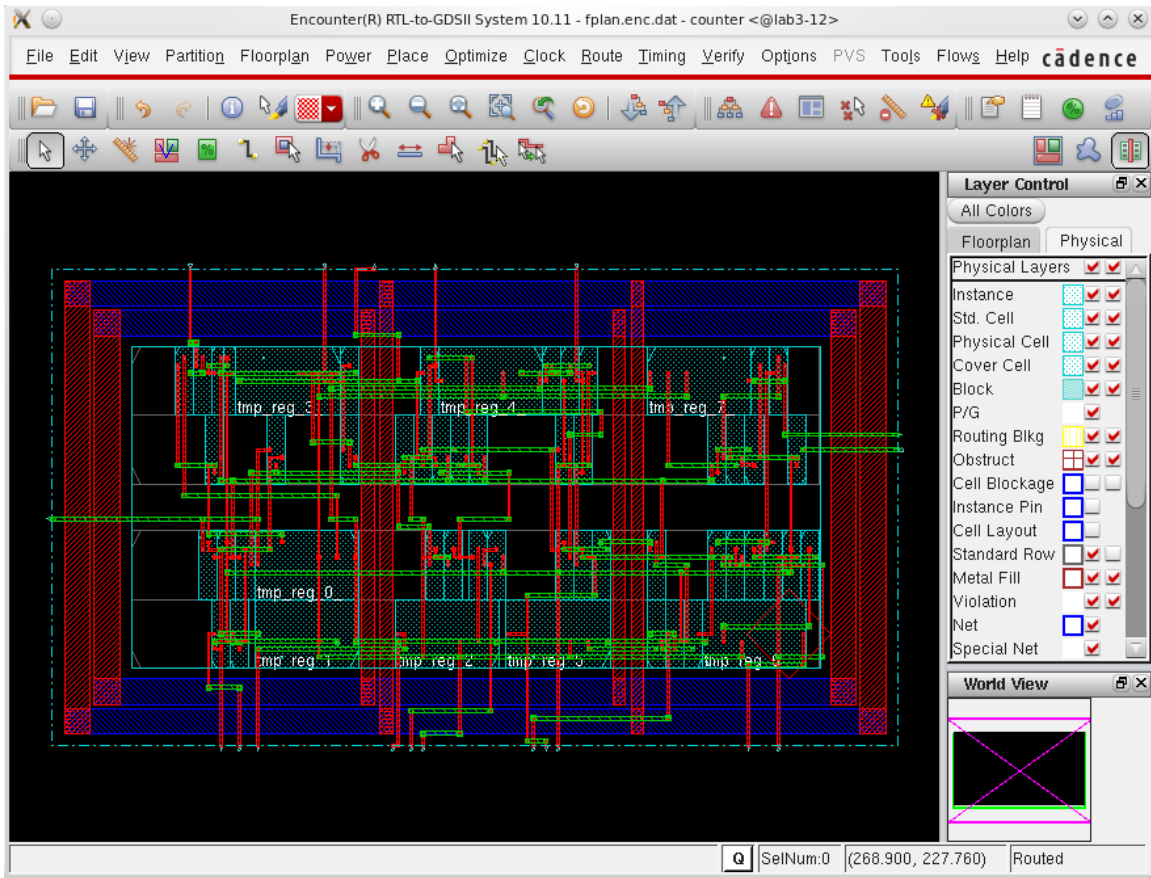 Encounter(R) RTL-to-GDSII System 10.11 - fplan.enc.dat - counter <@lab3-12>
File Edit View Partition Floorplan Power Place Optimize Clock Route Timing Verify Options PVS Tools Flows Help cādence
Layer Control
All Colors
Floorplan Physical
Physical Layers
Instance
Std. Cell
Physical Cell
Cover Cell
Block
P/G
Routing Blkg
Obstruct
Cell Blockage
Instance Pin
Cell Layout
Standard Row
Metal Fill
Violation
Net
Special Net
tmp_reg_3_ tmp_reg_4_ tmp_reg_7_
tmp_reg_0_
tmp_reg_1_ tmp_reg_2_
World View
Q SelNum:0 (268.900, 227.760) Routed